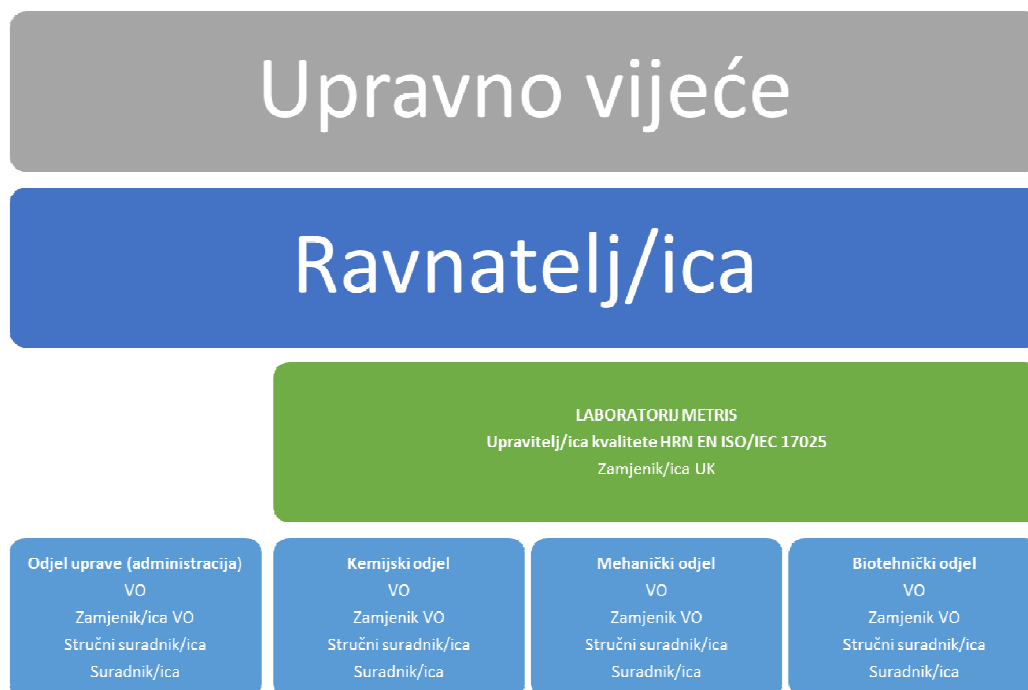 Upravno vijeće
Ravnatelj/ica
LABORATORIJ METRIS
Upravitelj/ica kvalitete HRN EN ISO/IEC 17025
Zamjenik/ica UK
Odjel uprave (administracija)
VO
Zamjenik/ica VO
Stručni suradnik/ica
Suradnik/ica
Kemijski odjel
VO
Zamjenik VO
Stručni suradnik/ica
Suradnik/ica
Mehanički odjel
VO
Zamjenik VO
Stručni suradnik/ica
Suradnik/ica
Biotehnički odjel
VO
Zamjenik VO
Stručni suradnik/ica
Suradnik/ica